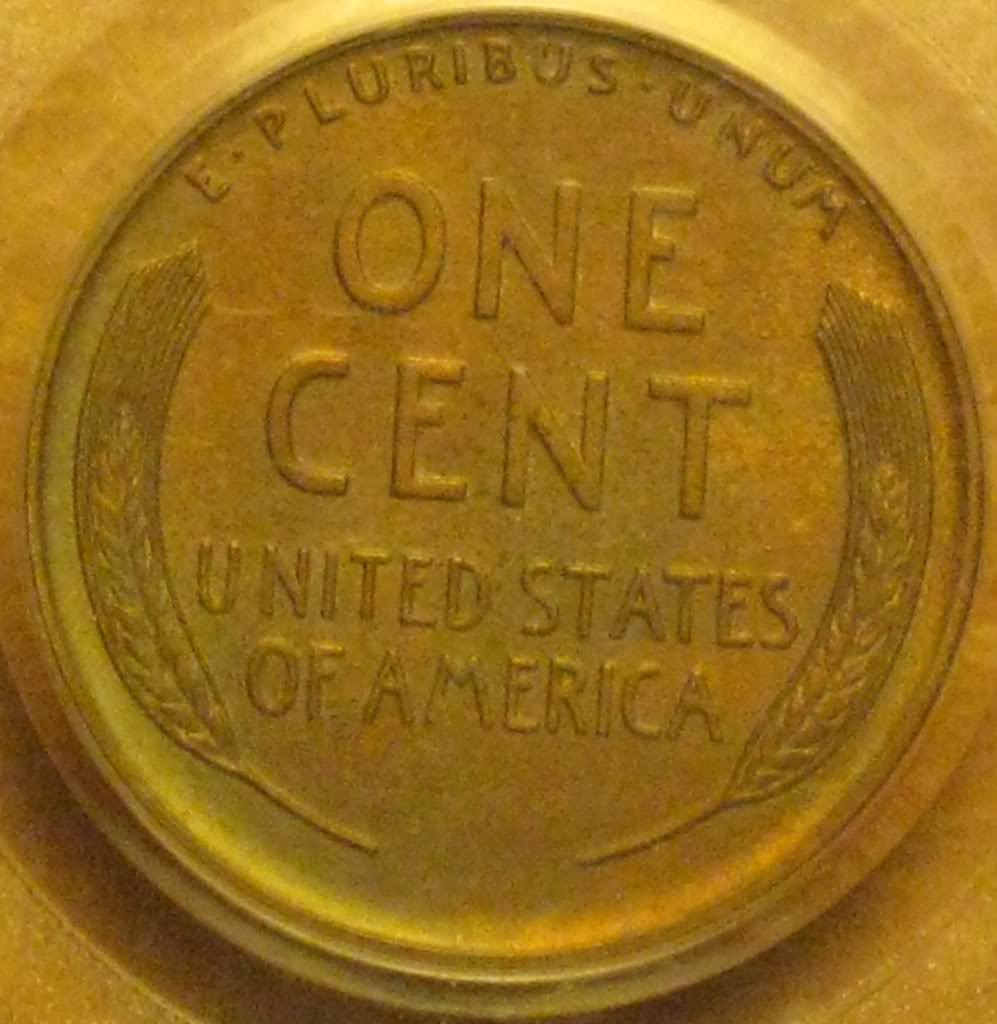 E · PLURIBUS · UNUM
ONE
CENT
UNITED STATES
OF AMERICA